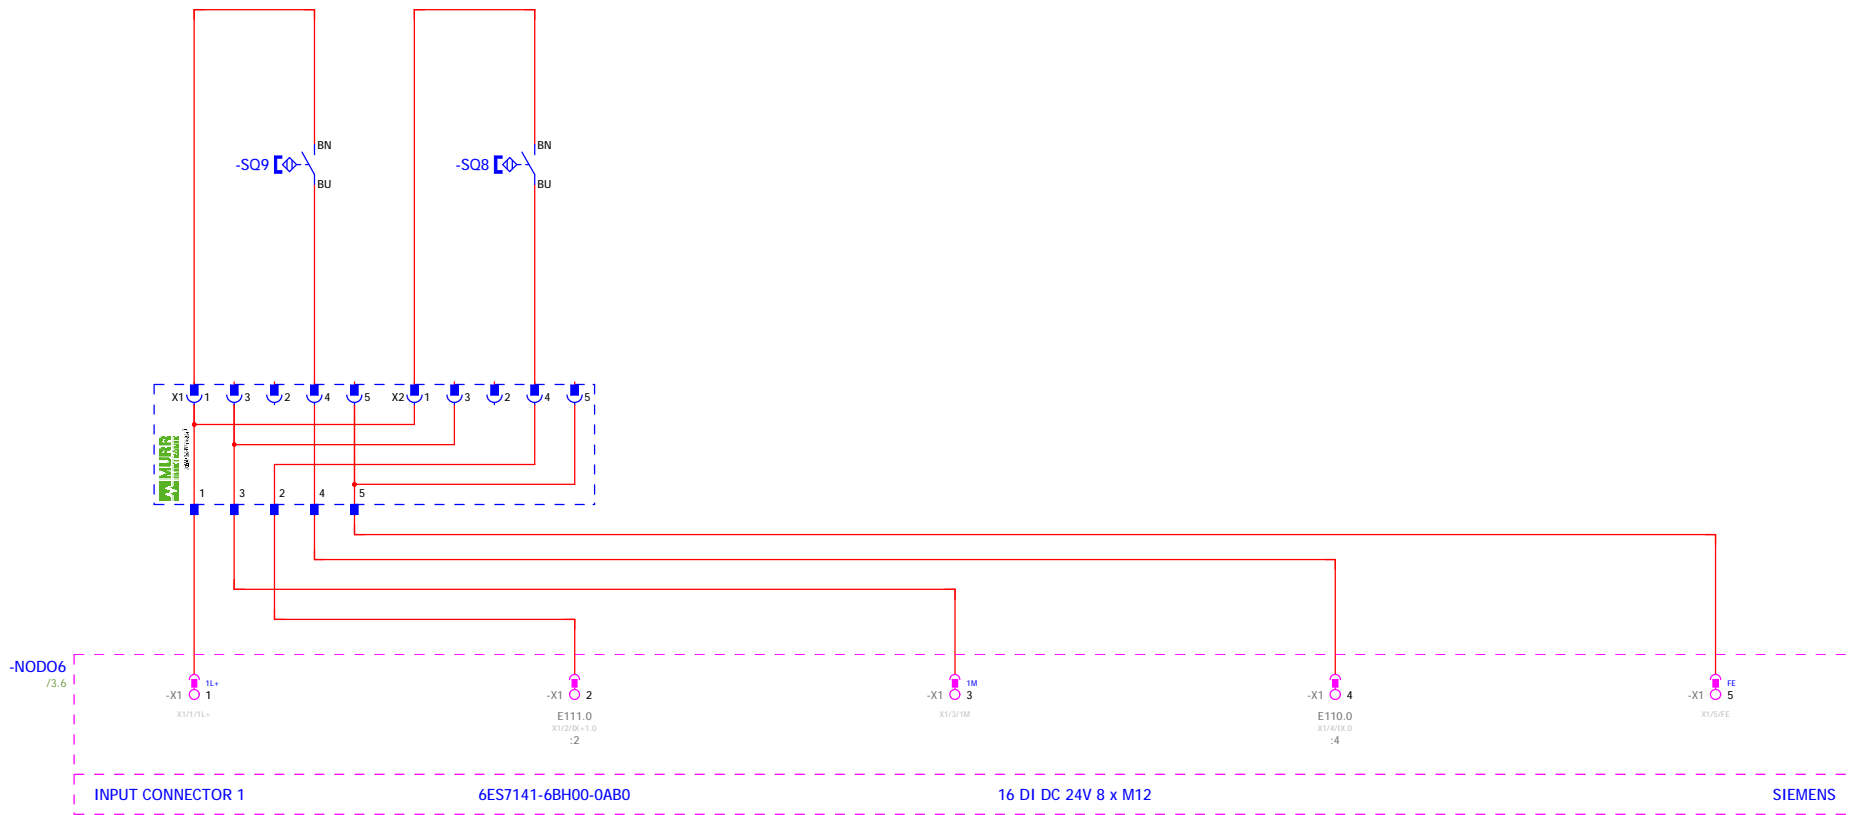 BN
BN
-SQ9
-SQ8
BU
BU
X1 1 3 2 4 5 X2 1 3 2 4 5
MURR
ELEKTRONIK
1 3 2 4 5
-NODO6
/3.6
1L+ 1M FE
-X1 1 -X1 2 -X1 3 -X1 4 -X1 5
X1/1/1L+ E111.0 X1/3/1M E110.0 X1/5/FE
X1/2/IX+1.0 X1/4/IX.0
:2 :4
INPUT CONNECTOR 1 6ES7141-6BH00-0AB0 16 DI DC 24V 8 x M12 SIEMENS